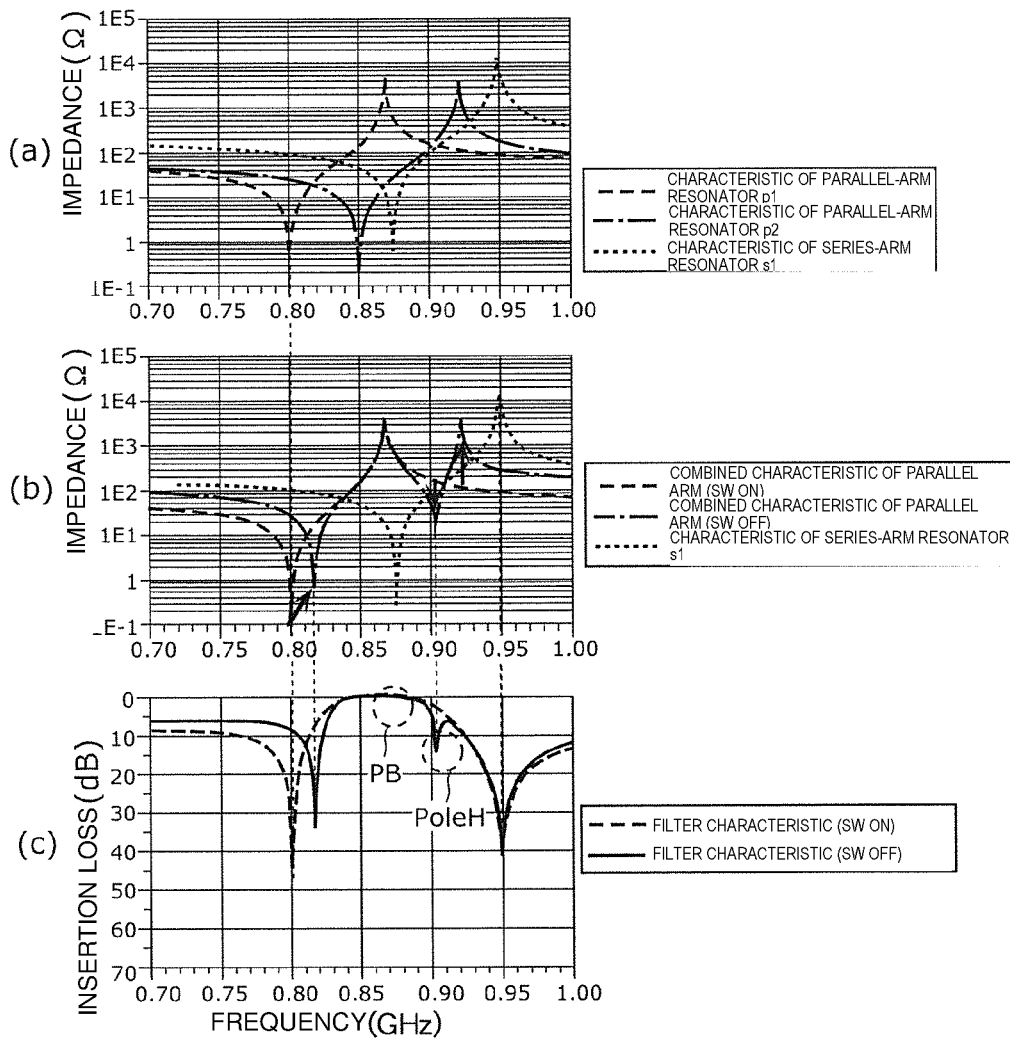 (a)
IMPEDANCE(Ω)
1E5
1E4
1E3
1E2
1E1
1
1E-1
0.70 0.75 0.80 0.85 0.90 0.95 1.00
CHARACTERISTIC OF PARALLEL-ARM
RESONATOR p1
CHARACTERISTIC OF PARALLEL-ARM
RESONATOR p2
CHARACTERISTIC OF SERIES-ARM
RESONATOR s1
(b)
IMPEDANCE(Ω)
1E5
1E4
1E3
1E2
1E1
1
E-1
0.70 0.75 0.80 0.85 0.90 0.95 1.00
COMBINED CHARACTERISTIC OF PARALLEL
ARM (SW ON)
COMBINED CHARACTERISTIC OF PARALLEL
ARM (SW OFF)
CHARACTERISTIC OF SERIES-ARM RESONATOR
s1
(c)
INSERTION LOSS(dB)
0
10
20
30
40
50
60
70
PB
PoleH
0.70 0.75 0.80 0.85 0.90 0.95 1.00
FREQUENCY(GHz)
FILTER CHARACTERISTIC (SW ON)
FILTER CHARACTERISTIC (SW OFF)